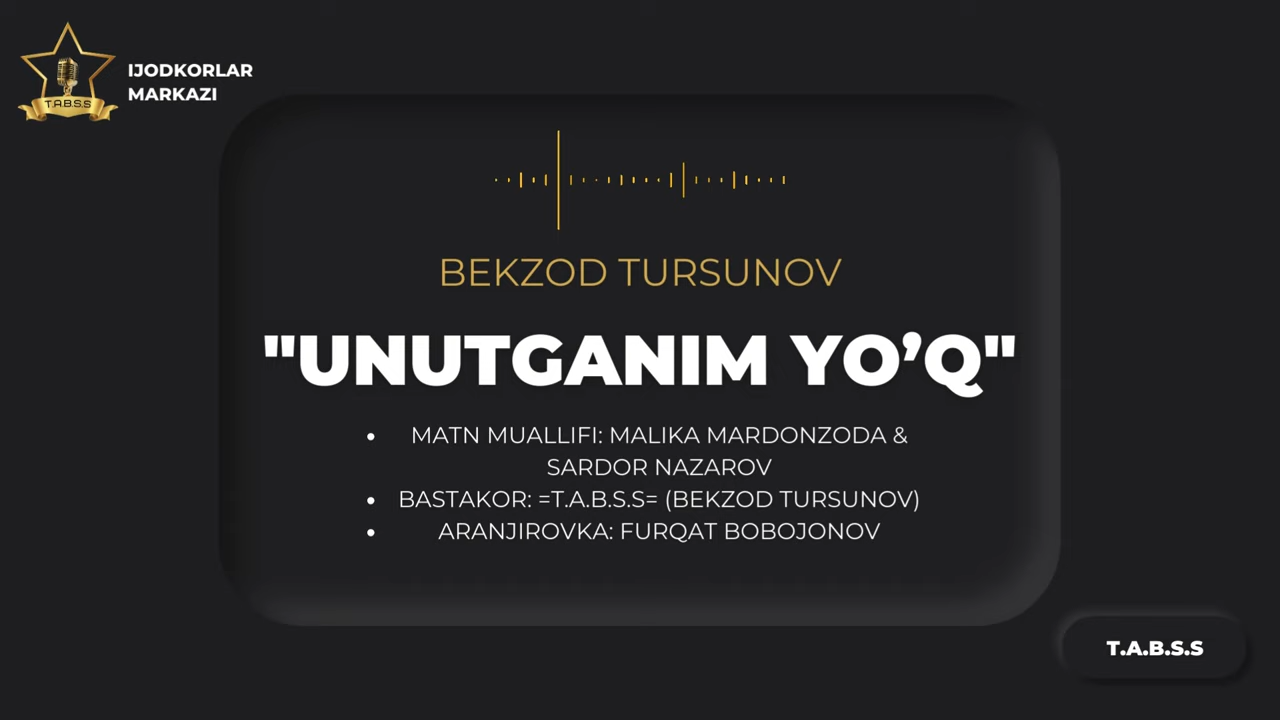 IJODKORLAR
MARKAZI
T.A.B.S.S
BEKZOD TURSUNOV
"UNUTGANIM YO’Q"
• MATN MUALLIFI: MALIKA MARDONZODA &
SARDOR NAZAROV
• BASTAKOR: =T.A.B.S.S= (BEKZOD TURSUNOV)
• ARANJIROVKA: FURQAT BOBOJONOV
T.A.B.S.S